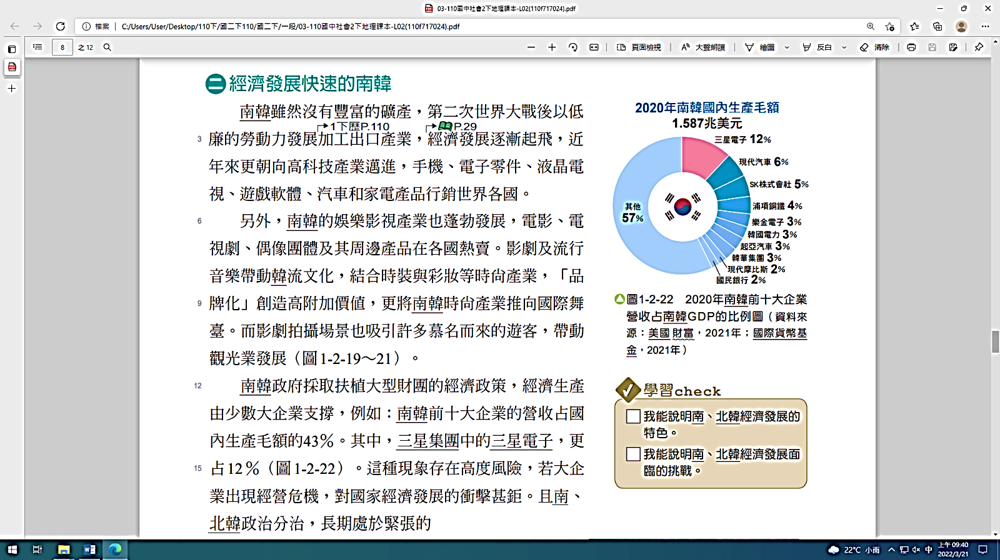 03-110國中社會2下地理課本-L02(110f717024).pdf
檔案 | C:/Users/User/Desktop/110下/國二下110/國二下/一段/03-110國中社會2下地理課本-L02(110f717024).pdf
8 之12 頁面檢視 大聲朗讀 繪圖 反白 清除
二 經濟發展快速的南韓
南韓雖然沒有豐富的礦產，第二次世界大戰後以低
1下歷P.110 P.29
3 廉的勞動力發展加工出口產業，經濟發展逐漸起飛，近
年來更朝向高科技產業邁進，手機、電子零件、液晶電
視、遊戲軟體、汽車和家電產品行銷世界各國。
6 另外，南韓的娛樂影視產業也蓬勃發展，電影、電
視劇、偶像團體及其周邊產品在各國熱賣。影劇及流行
音樂帶動韓流文化，結合時裝與彩妝等時尚產業，「品
9 牌化」創造高附加價值，更將南韓時尚產業推向國際舞
臺。而影劇拍攝場景也吸引許多慕名而來的遊客，帶動
觀光業發展（圖1-2-19～21）。
12 南韓政府採取扶植大型財團的經濟政策，經濟生產
由少數大企業支撐，例如：南韓前十大企業的營收占國
內生產毛額的43％。其中，三星集團中的三星電子，更
15 占12％（圖1-2-22）。這種現象存在高度風險，若大企
業出現經營危機，對國家經濟發展的衝擊甚鉅。且南、
北韓政治分治，長期處於緊張的
2020年南韓國內生產毛額
1.587兆美元
三星電子 12%
現代汽車 6%
SK株式會社 5%
浦項鋼鐵 4%
樂金電子 3%
韓國電力 3%
起亞汽車 3%
韓華集團 3%
現代摩比斯 2%
國民銀行 2%
其他
57%
圖1-2-22 2020年南韓前十大企業
營收占南韓GDP的比例圖（資料來
源：美國 財富，2021年；國際貨幣基
金，2021年）
學習check
我能說明南、北韓經濟發展的
特色。
我能說明南、北韓經濟發展面
臨的挑戰。
22°C 小雨 中 上午 09:40
2022/3/21